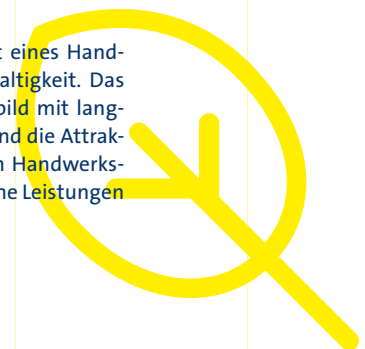 eines Hand-
altigkeit. Das
bild mit lang-
nd die Attrak-
Handwerks-
ne Leistungen